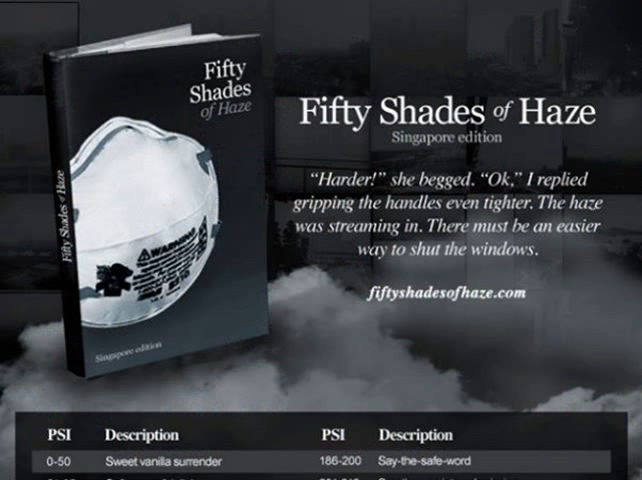 Fifty
Shades
of Haze
Fifty Shades of Haze
WARNING
Singapore edition
Fifty Shades of Haze
Singapore edition
“Harder!” she begged. “Ok,” I replied
gripping the handles even tighter. The haze
was streaming in. There must be an easier
way to shut the windows.
fiftyshadesofhaze.com
PSI Description PSI Description
0-50 Sweet vanilla surrender 186-200 Say-the-safe-word